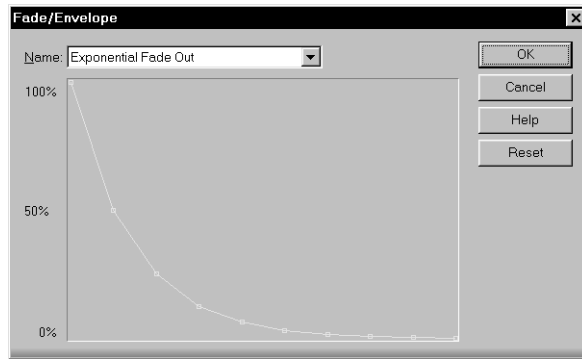 Fade/Envelope
Name: Exponential Fade Out
OK
100%
Cancel
Help
Reset
50%
0%